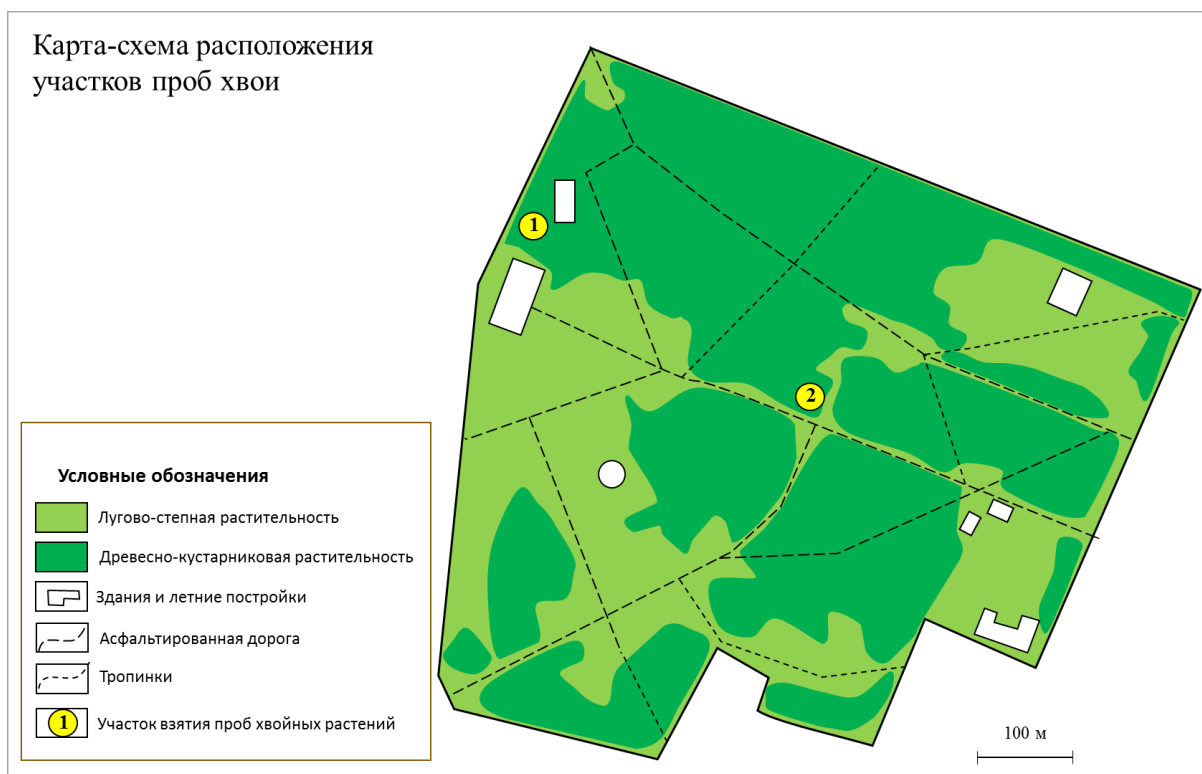 Карта-схема расположения
участков проб хвои
1
2
Условные обозначения
Лугово-степная растительность
Древесно-кустарниковая растительность
Здания и летние постройки
Асфальтированная дорога
Тропинки
1 Участок взятия проб хвойных растений
100 м